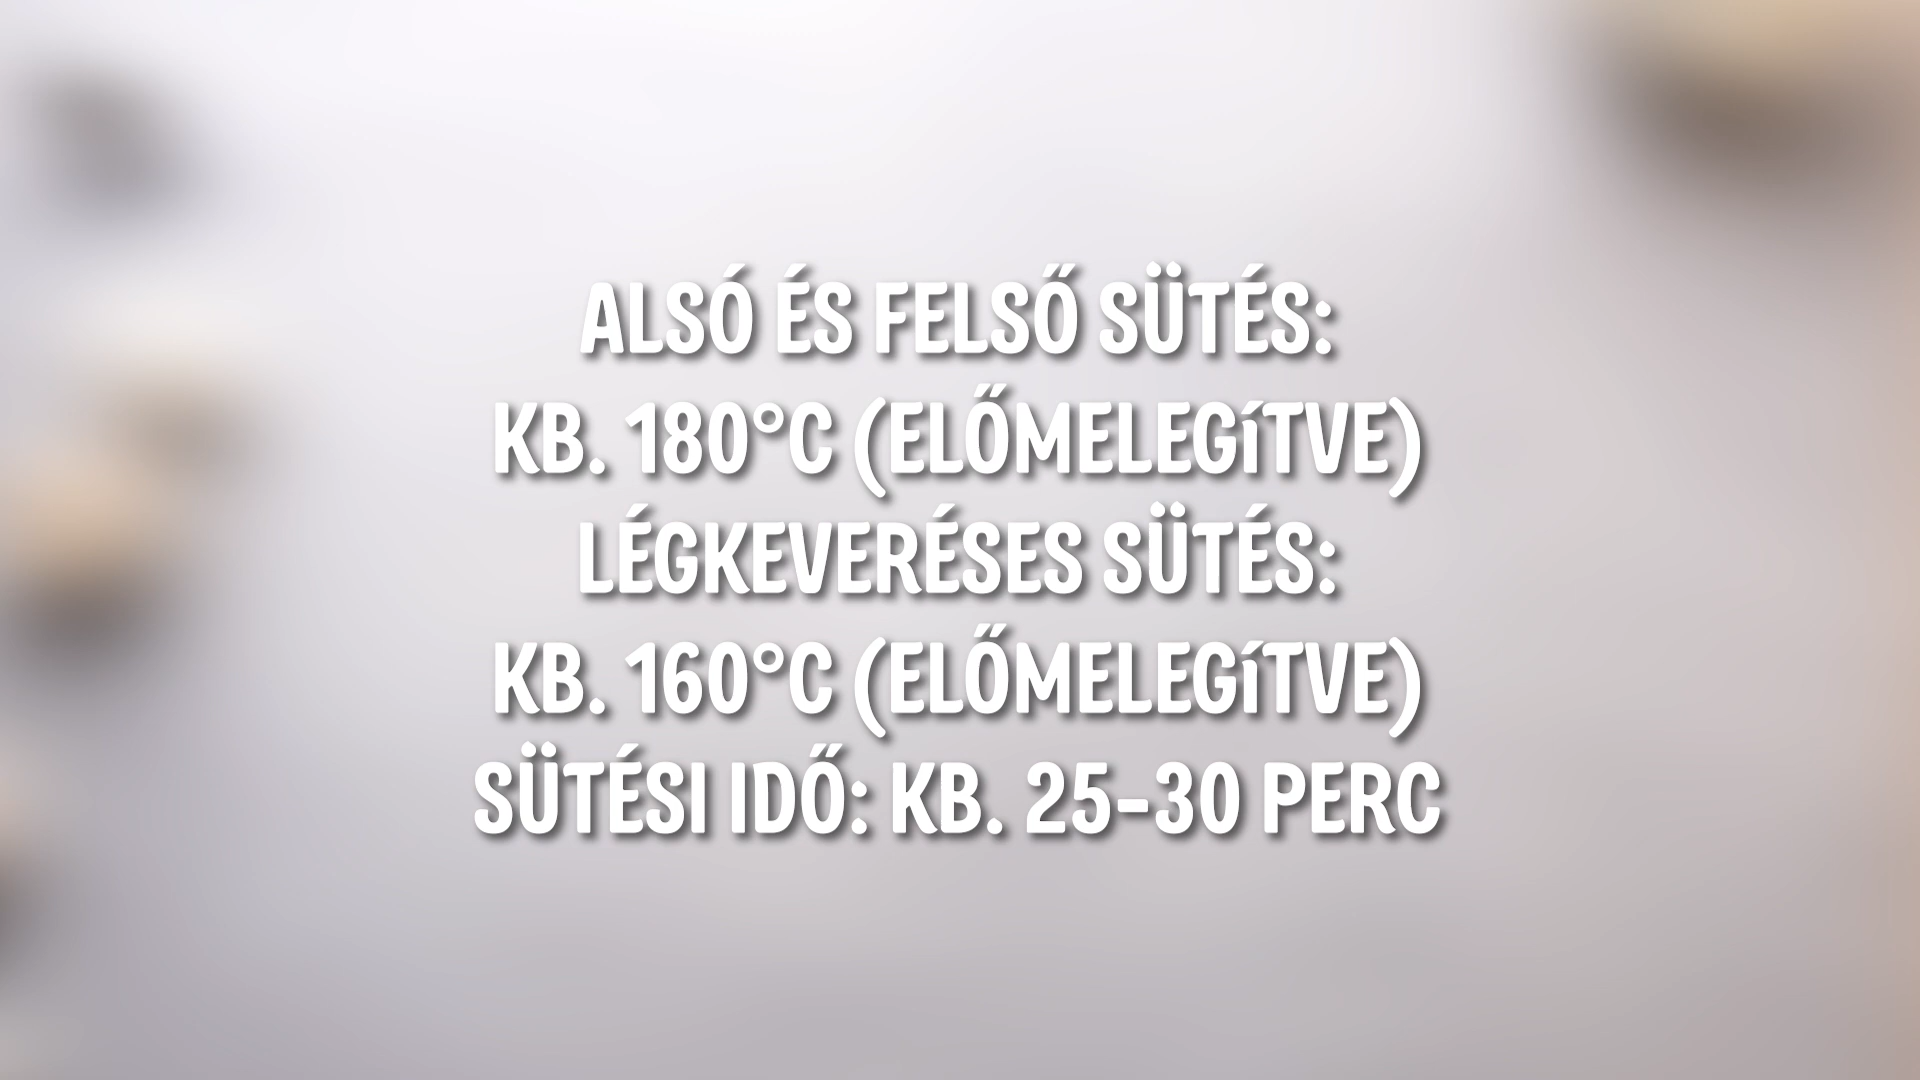 ALSÓ ÉS FELSŐ SÜTÉS:
KB. 180°C (ELŐMELEGíTVE)
LÉGKEVERÉSES SÜTÉS:
KB. 160°C (ELŐMELEGíTVE)
SÜTÉSI IDŐ: KB. 25-30 PERC